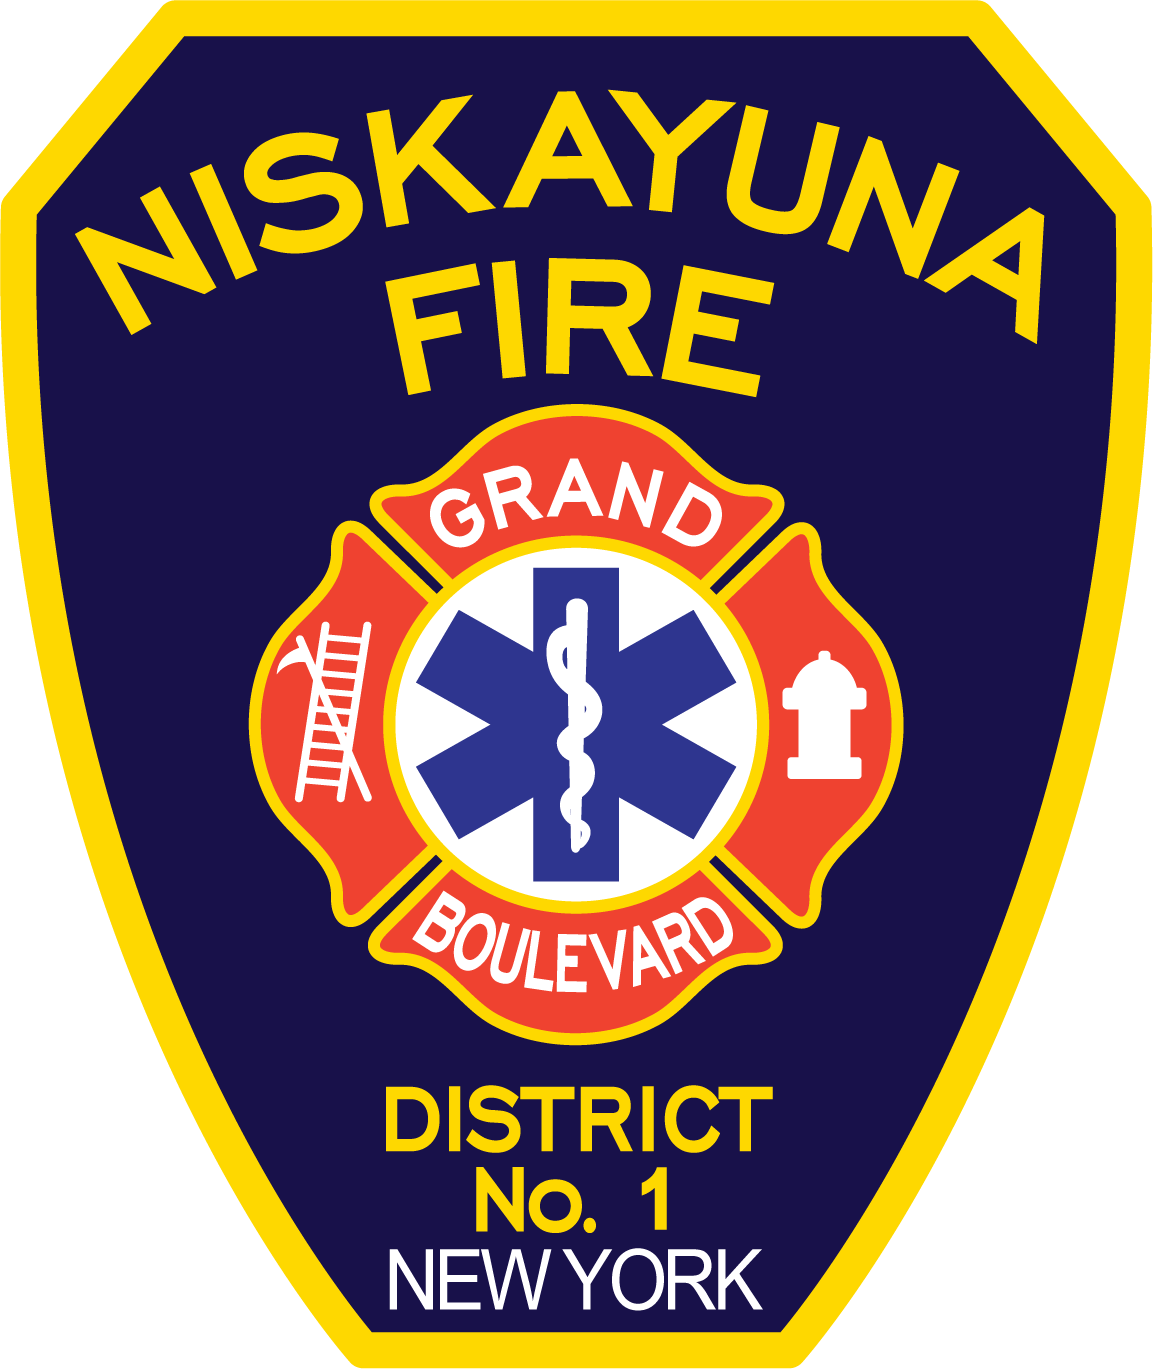 NISKAYUNA
FIRE
GRAND
BOULEVARD
DISTRICT
No. 1
NEW YORK